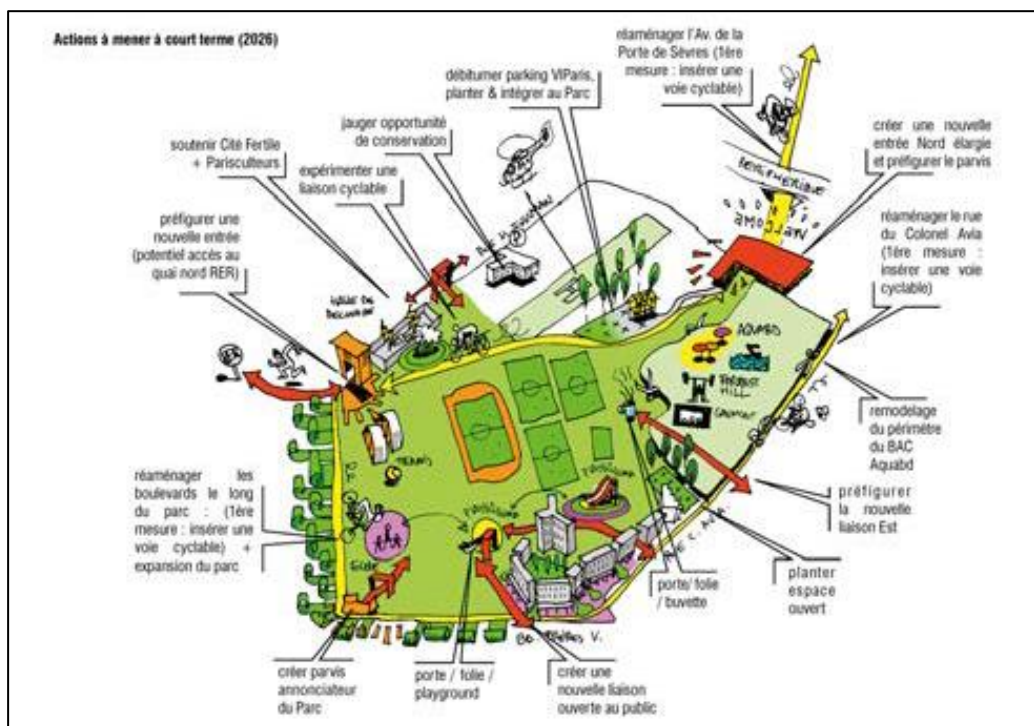 Actions à mener à court terme (2026)
réaménager l'Av. de la
Porte de Sèvres (1ère
mesure : insérer une
voie cyclable)
débitumer parking VIParis,
planter & intégrer au Parc
jauger opportunité
de conservation
soutenir Cité Fertile
+ Parisculteurs
expérimenter une
liaison cyclable
créer une nouvelle
entrée Nord élargie
et préfigurer le parvis
préfigurer une
nouvelle entrée
(potentiel accès au
quai nord RER)
réaménager le rue
du Colonel Avia
(1ère mesure :
insérer une voie
cyclable)
PERIPHERIQUE
AQUABD
FOREST
HILL
TENNIS
remodelage
du périmètre
du BAC
Aquabd
réaménager les
boulevards le long
du parc : (1ère
mesure : insérer une
voie cyclable) +
expansion du parc
préfigurer
la nouvelle
liaison Est
planter
espace
ouvert
porte/ folie
/ buvette
créer parvis
annonciateur
du Parc
porte / folie /
playground
créer une
nouvelle liaison
ouverte au public